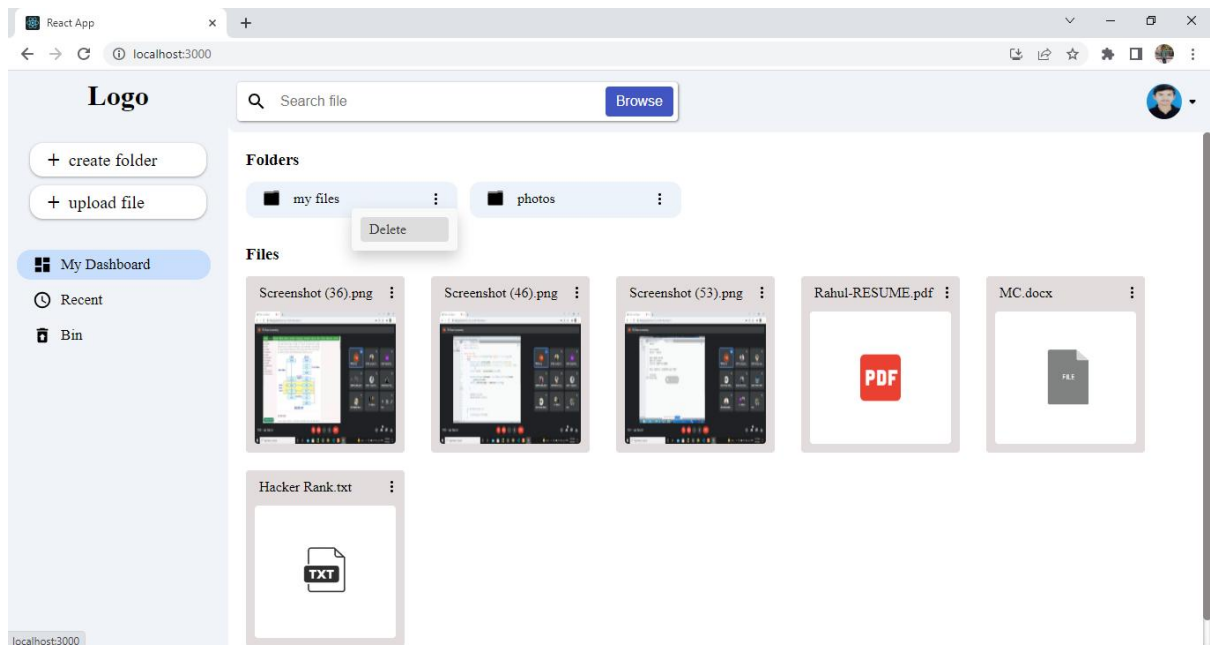 React App
localhost:3000
Logo
Search file
Browse
+ create folder
+ upload file
My Dashboard
Recent
Bin
Folders
my files
photos
Delete
Files
Screenshot (36).png
Screenshot (46).png
Screenshot (53).png
Rahul-RESUME.pdf
MC.docx
PDF
FILE
Hacker Rank.txt
TXT
localhost:3000